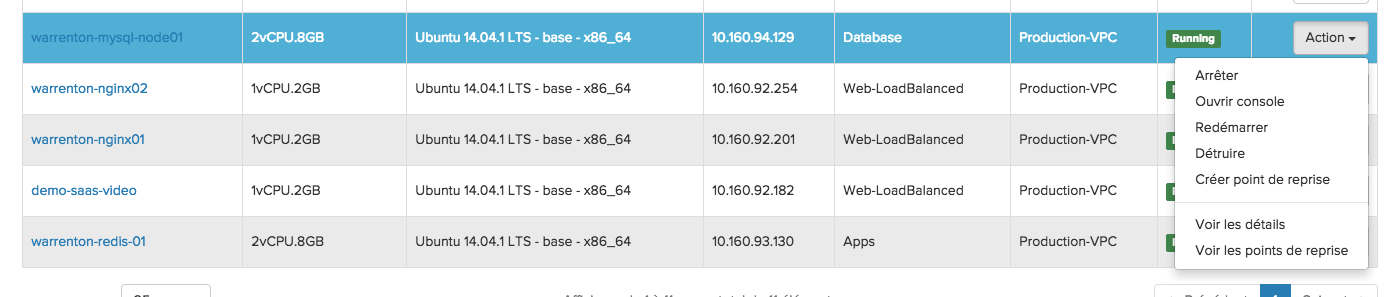 warrenton-mysql-node01 2vCPU.8GB Ubuntu 14.04.1 LTS - base - x86_64 10.160.94.129 Database Production-VPC Running Action
warrenton-nginx02 1vCPU.2GB Ubuntu 14.04.1 LTS - base - x86_64 10.160.92.254 Web-LoadBalanced Production-VPC
warrenton-nginx01 1vCPU.2GB Ubuntu 14.04.1 LTS - base - x86_64 10.160.92.201 Web-LoadBalanced Production-VPC
demo-saas-video 1vCPU.2GB Ubuntu 14.04.1 LTS - base - x86_64 10.160.92.182 Web-LoadBalanced Production-VPC
warrenton-redis-01 2vCPU.8GB Ubuntu 14.04.1 LTS - base - x86_64 10.160.93.130 Apps Production-VPC
Arrêter
Ouvrir console
Redémarrer
Détruire
Créer point de reprise
Voir les détails
Voir les points de reprise